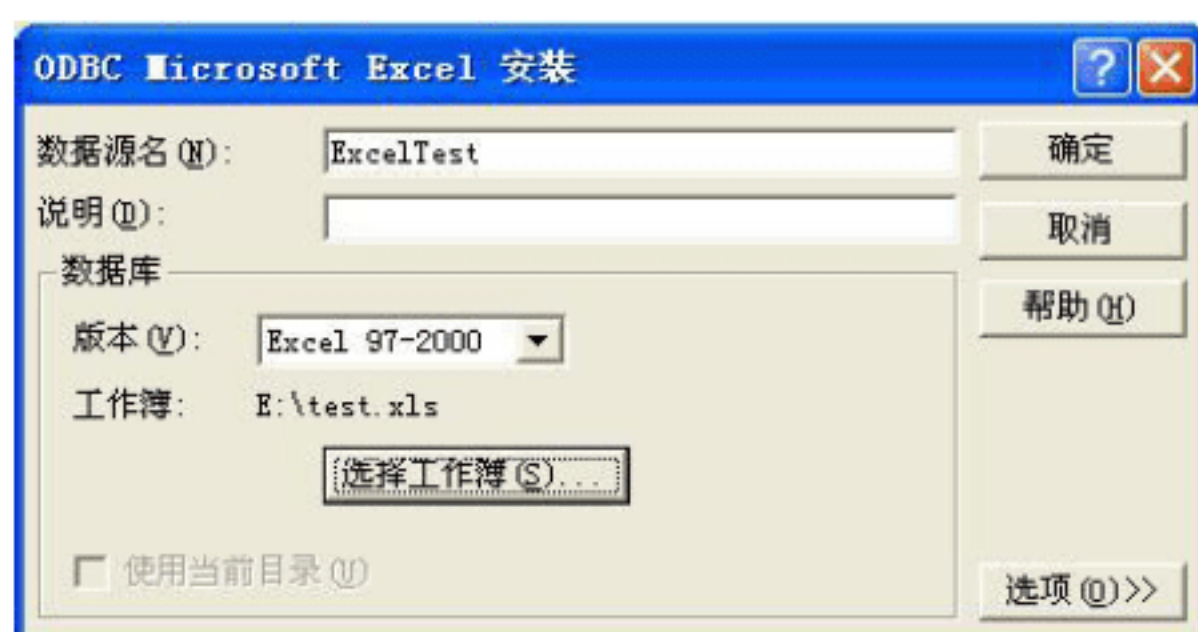 ODBC Microsoft Excel 安装
数据源名(N): ExcelTest 确定
说明(D): 取消
数据库
版本(V): Excel 97-2000 帮助(H)
工作簿: E:\test.xls
选择工作簿(S)...
使用当前目录(U)
选项(O)>>